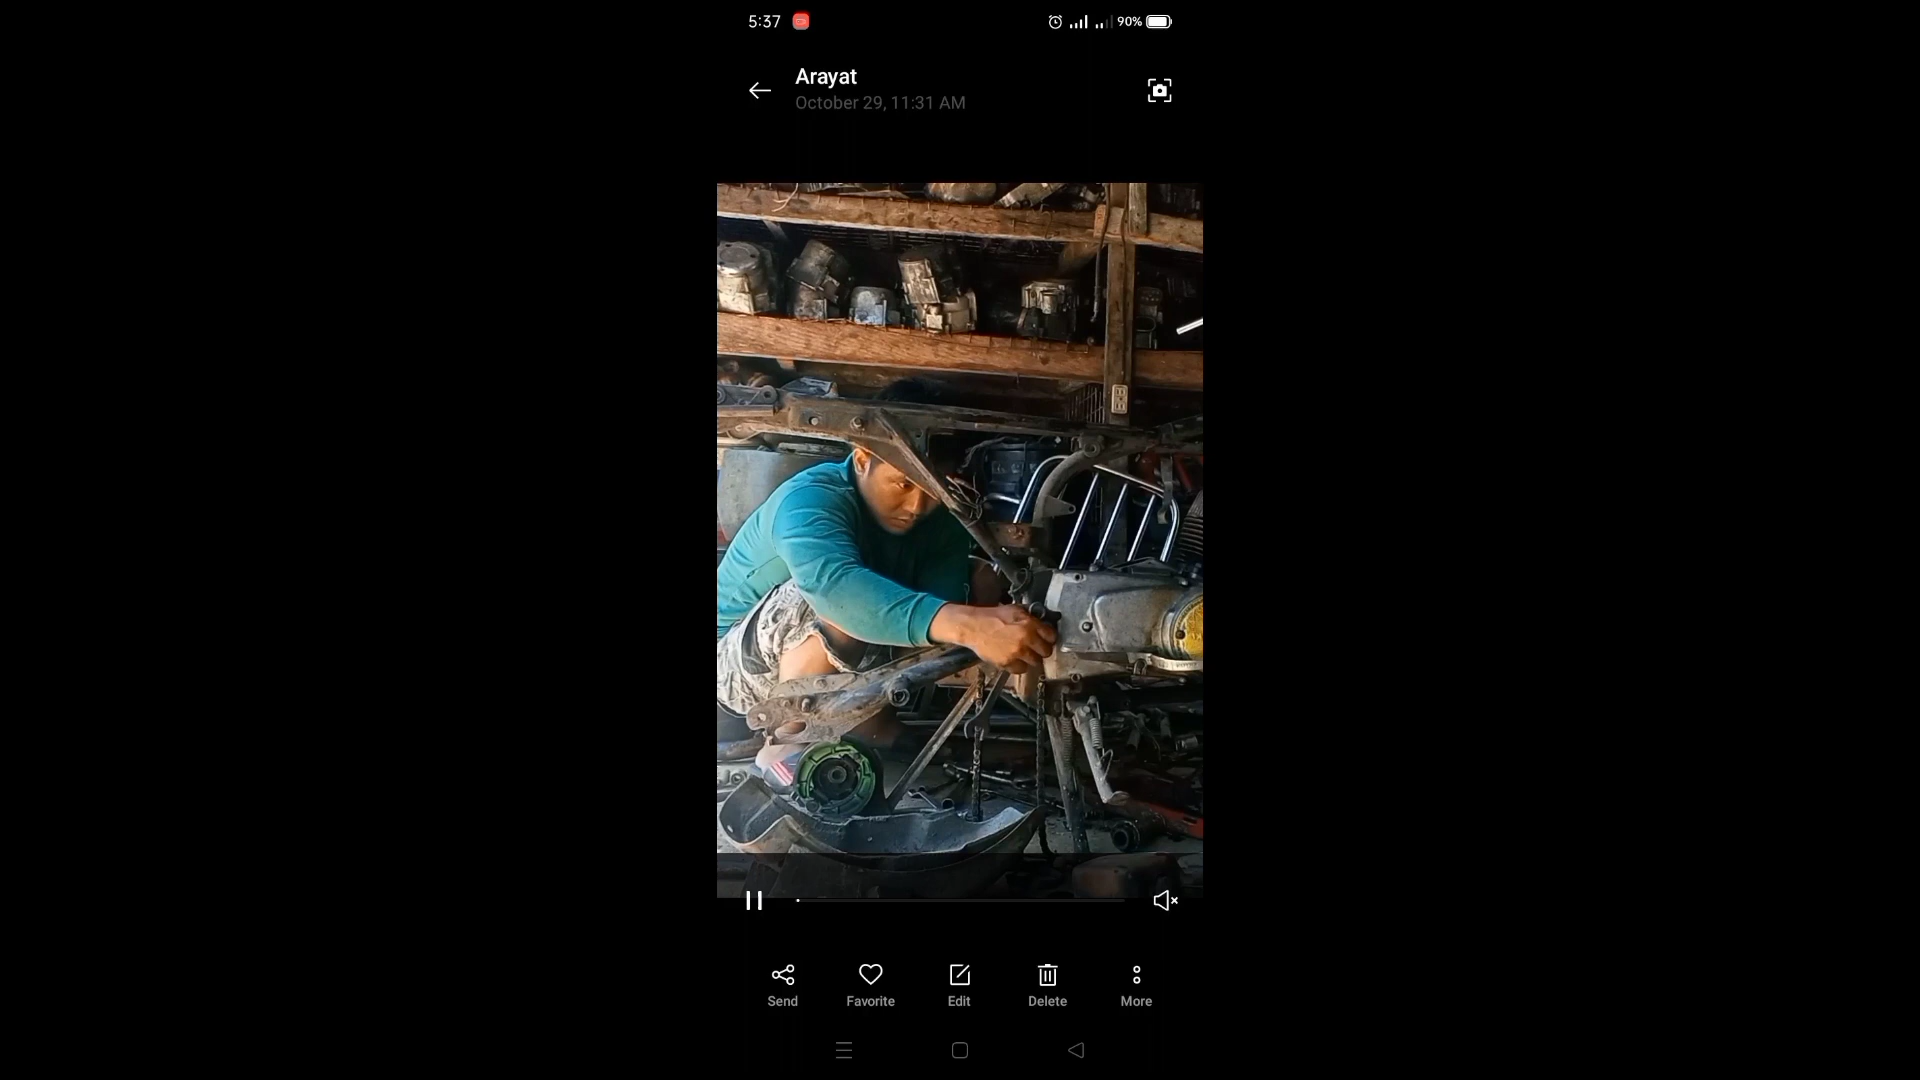 5:37
90%
Arayat
October 29, 11:31 AM
Send
Favorite
Edit
Delete
More